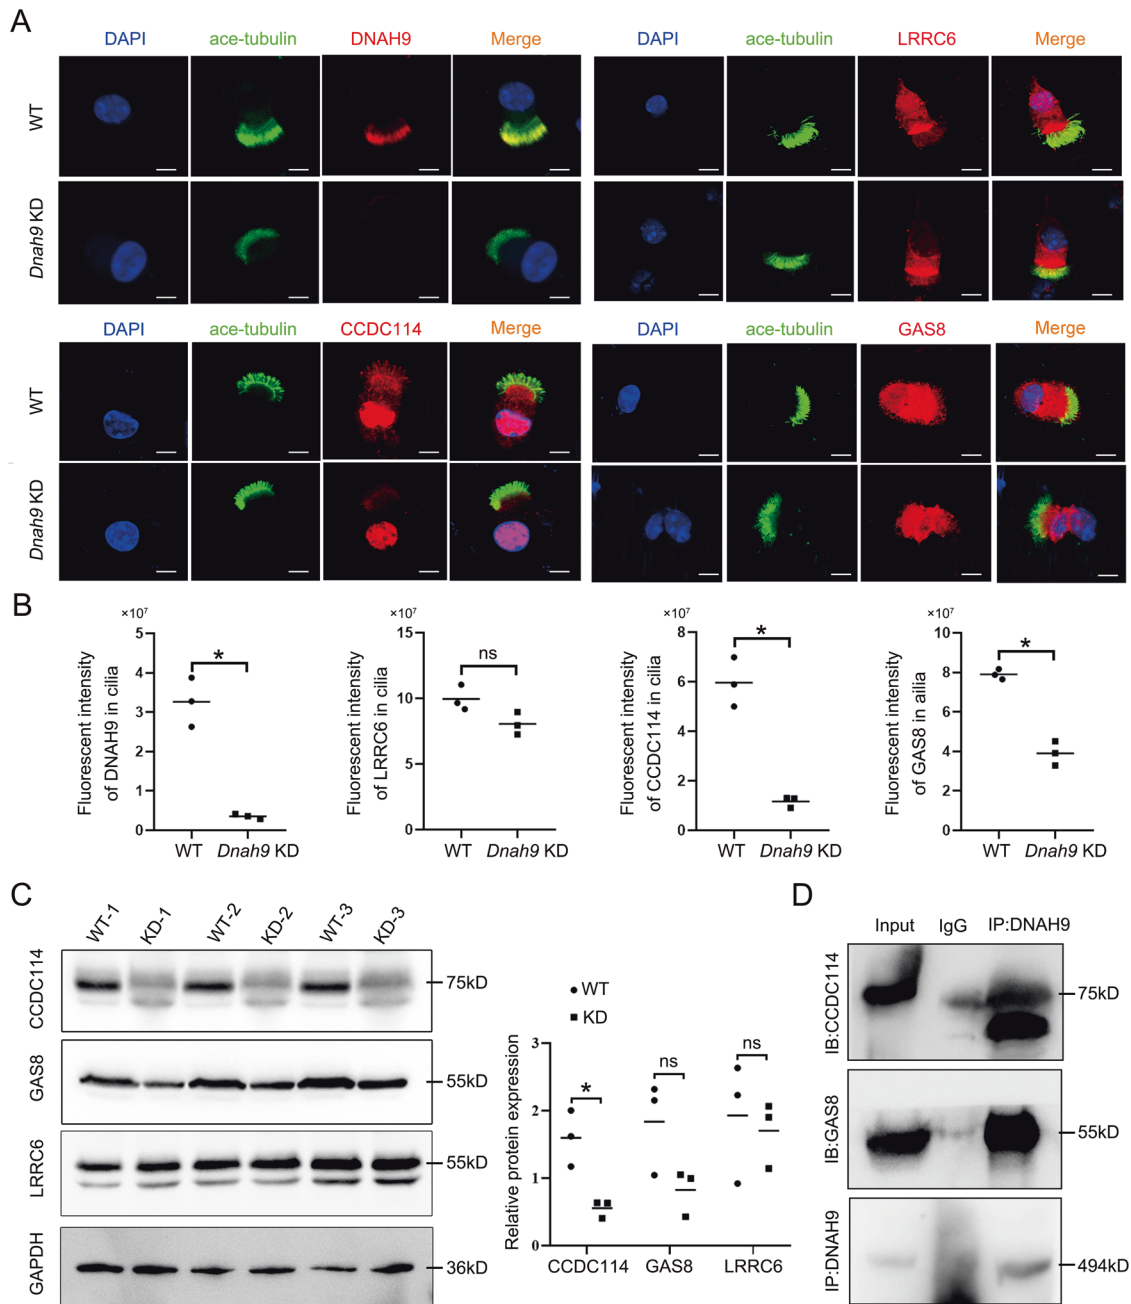 A
DAPI ace-tubulin DNAH9 Merge DAPI ace-tubulin LRRC6 Merge
WT
Dnah9 KD
DAPI ace-tubulin CCDC114 Merge DAPI ace-tubulin GAS8 Merge
WT
Dnah9 KD
B
×10⁷ ×10⁷ ×10⁷ ×10⁷
Fluorescent intensity
of DNAH9 in cilia
5
4
3
2
1
0
*
WT Dnah9 KD
Fluorescent intensity
of LRRC6 in cilia
15
10
5
0
ns
WT Dnah9 KD
Fluorescent intensity
of CCDC114 in cilia
8
6
4
2
0
*
WT Dnah9 KD
Fluorescent intensity
of GAS8 in ailia
10
8
6
4
2
0
*
WT Dnah9 KD
C
WT-1 KD-1 WT-2 KD-2 WT-3 KD-3
CCDC114 75kD
GAS8 55kD
LRRC6 55kD
GAPDH 36kD
WT
KD
Relative protein expression
3
2
1
0
* ns ns
CCDC114 GAS8 LRRC6
D
Input IgG IP:DNAH9
IB:CCDC114 75kD
IB:GAS8 55kD
IP:DNAH9 494kD